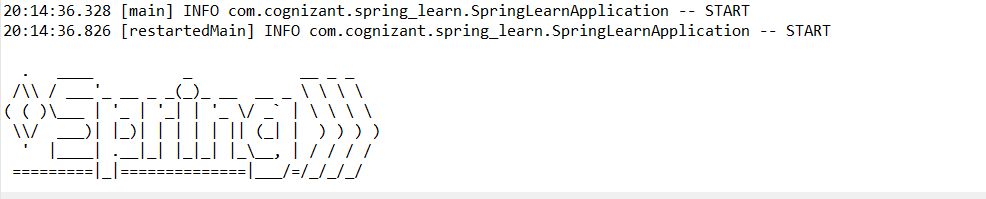 20:14:36.328 [main] INFO com.cognizant.spring_learn.SpringLearnApplication -- START
20:14:36.826 [restartedMain] INFO com.cognizant.spring_learn.SpringLearnApplication -- START

  .   ____          _            __ _ _
 /\\ / ___'_ __ _ _(_)_ __  __ _ \ \ \ \
( ( )\___ | '_ | '_| | '_ \/ _` | \ \ \ \
 \\/  ___)| |_)| | | | | || (_| |  ) ) ) )
  '  |____| .__|_| |_|_| |_\__, | / / / /
 =========|_|==============|___/=/_/_/_/